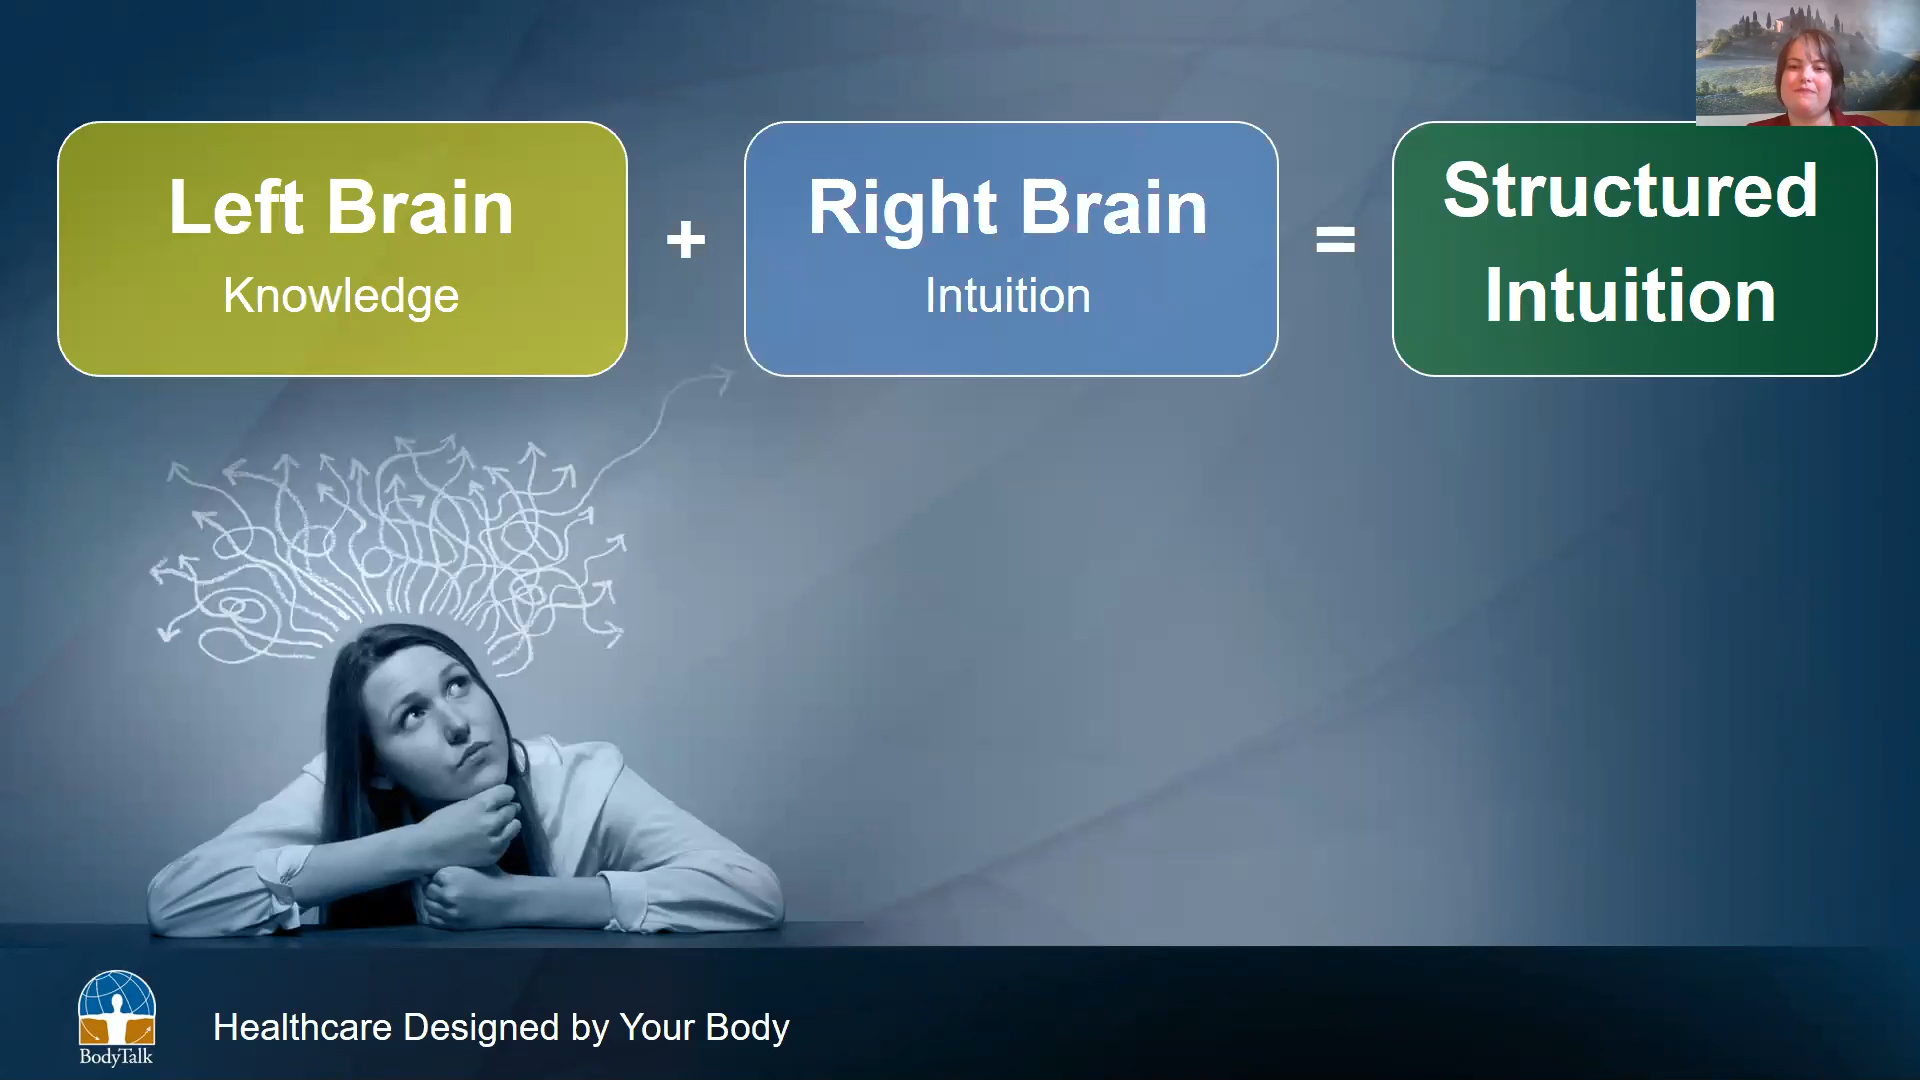 Left Brain
Knowledge
+
Right Brain
Intuition
=
Structured
Intuition
BodyTalk
Healthcare Designed by Your Body